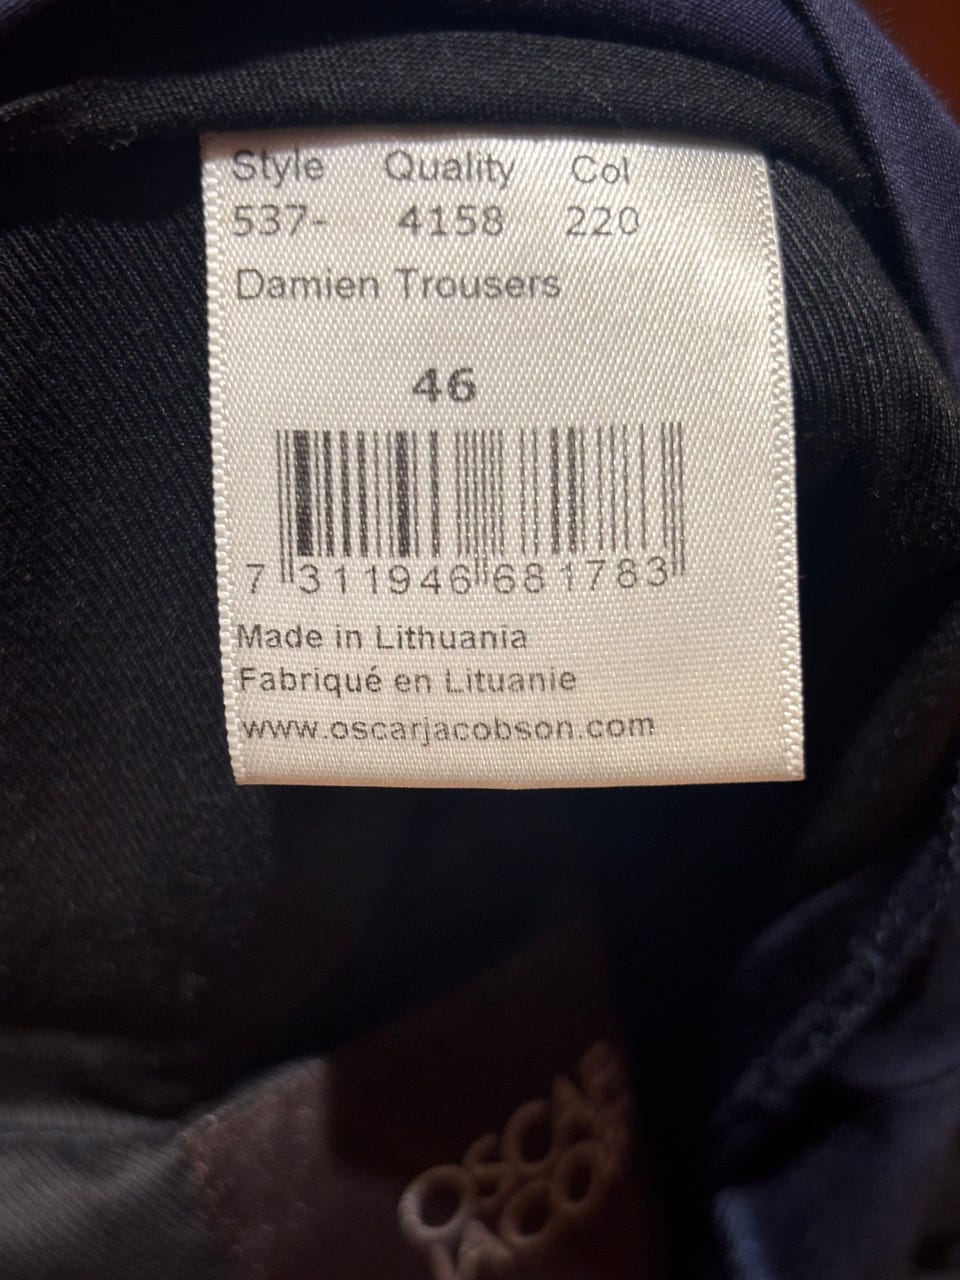 Style Quality Col
537- 4158 220
Damien Trousers
46
7 311946 681783
Made in Lithuania
Fabriqué en Lituanie
www.oscarjacobson.com